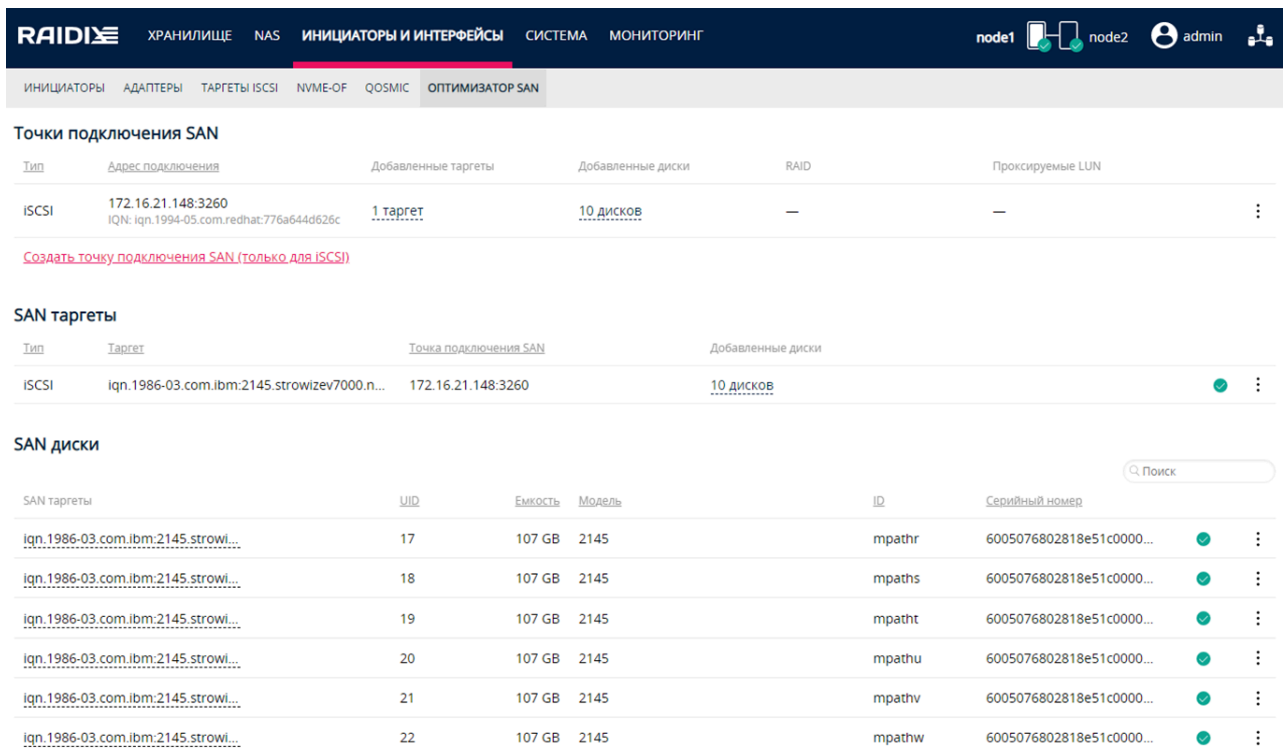 RAIDIX ХРАНИЛИЩЕ NAS ИНИЦИАТОРЫ И ИНТЕРФЕЙСЫ СИСТЕМА МОНИТОРИНГ node1 node2 admin
ИНИЦИАТОРЫ АДАПТЕРЫ ТАРГЕТЫ ISCSI NVME-OF QOSMIC ОПТИМИЗАТОР SAN
Точки подключения SAN
Тип Адрес подключения Добавленные таргеты Добавленные диски RAID Проксируемые LUN
iSCSI 172.16.21.148:3260 1 таргет 10 дисков — —
IQN: iqn.1994-05.com.redhat:776a644d626c
Создать точку подключения SAN (только для iSCSI)
SAN таргеты
Тип Таргет Точка подключения SAN Добавленные диски
iSCSI iqn.1986-03.com.ibm:2145.strowizev7000.n... 172.16.21.148:3260 10 дисков
SAN диски
Поиск
SAN таргеты UID Емкость Модель ID Серийный номер
iqn.1986-03.com.ibm:2145.strowi... 17 107 GB 2145 mpathr 6005076802818e51c0000...
iqn.1986-03.com.ibm:2145.strowi... 18 107 GB 2145 mpaths 6005076802818e51c0000...
iqn.1986-03.com.ibm:2145.strowi... 19 107 GB 2145 mpatht 6005076802818e51c0000...
iqn.1986-03.com.ibm:2145.strowi... 20 107 GB 2145 mpathu 6005076802818e51c0000...
iqn.1986-03.com.ibm:2145.strowi... 21 107 GB 2145 mpathv 6005076802818e51c0000...
iqn.1986-03.com.ibm:2145.strowi... 22 107 GB 2145 mpathw 6005076802818e51c0000...